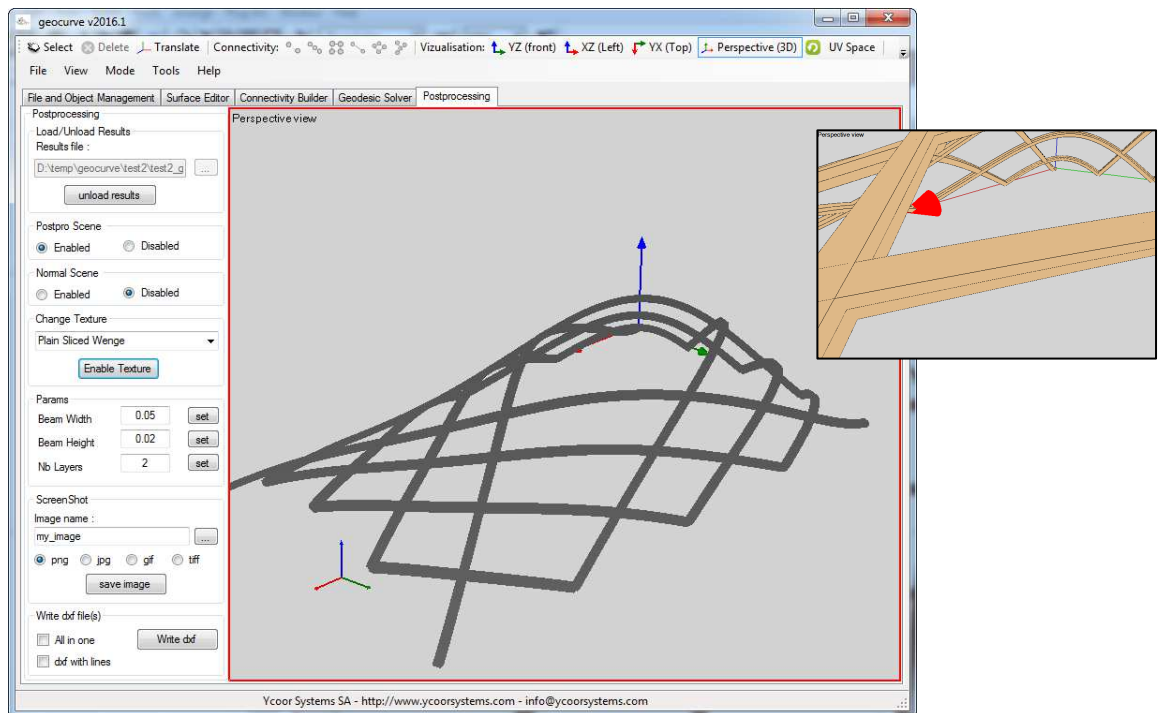 geocurve v2016.1
Select Delete Translate Connectivity: Vizualisation: YZ (front) XZ (Left) YX (Top) Perspective (3D) UV Space
File View Mode Tools Help
File and Object Management Surface Editor Connectivity Builder Geodesic Solver Postprocessing
Postprocessing
Perspective view
Load/Unload Results
Results file :
D:\temp\geocurve\test2\test2_g ...
unload results
Postpro Scene
Enabled Disabled
Normal Scene
Enabled Disabled
Change Texture
Plain Sliced Wenge
Enable Texture
Params
Beam Width 0.05 set
Beam Height 0.02 set
Nb Layers 2 set
ScreenShot
Image name :
my_image ...
png jpg gif tiff
save image
Write dxf file(s)
All in one Write dxf
dxf with lines
Ycoor Systems SA - http://www.ycoorsystems.com - info@ycoorsystems.com
Perspective view